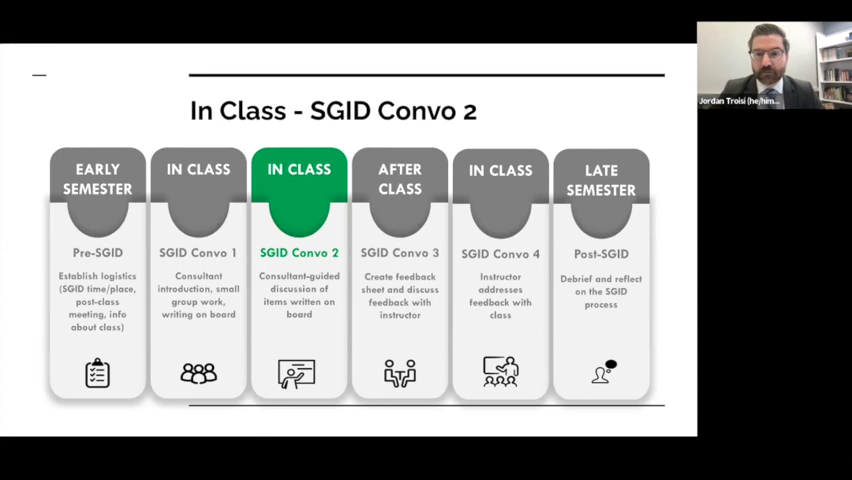 In Class - SGID Convo 2
EARLY
SEMESTER
Pre-SGID
Establish logistics
(SGID time/place,
post-class
meeting, info
about class)
IN CLASS
SGID Convo 1
Consultant
introduction, small
group work,
writing on board
IN CLASS
SGID Convo 2
Consultant-guided
discussion of
items written on
board
AFTER
CLASS
SGID Convo 3
Create feedback
sheet and discuss
feedback with
instructor
IN CLASS
SGID Convo 4
Instructor
addresses
feedback with
class
LATE
SEMESTER
Post-SGID
Debrief and reflect
on the SGID
process
Jordan Troisi (he/him...